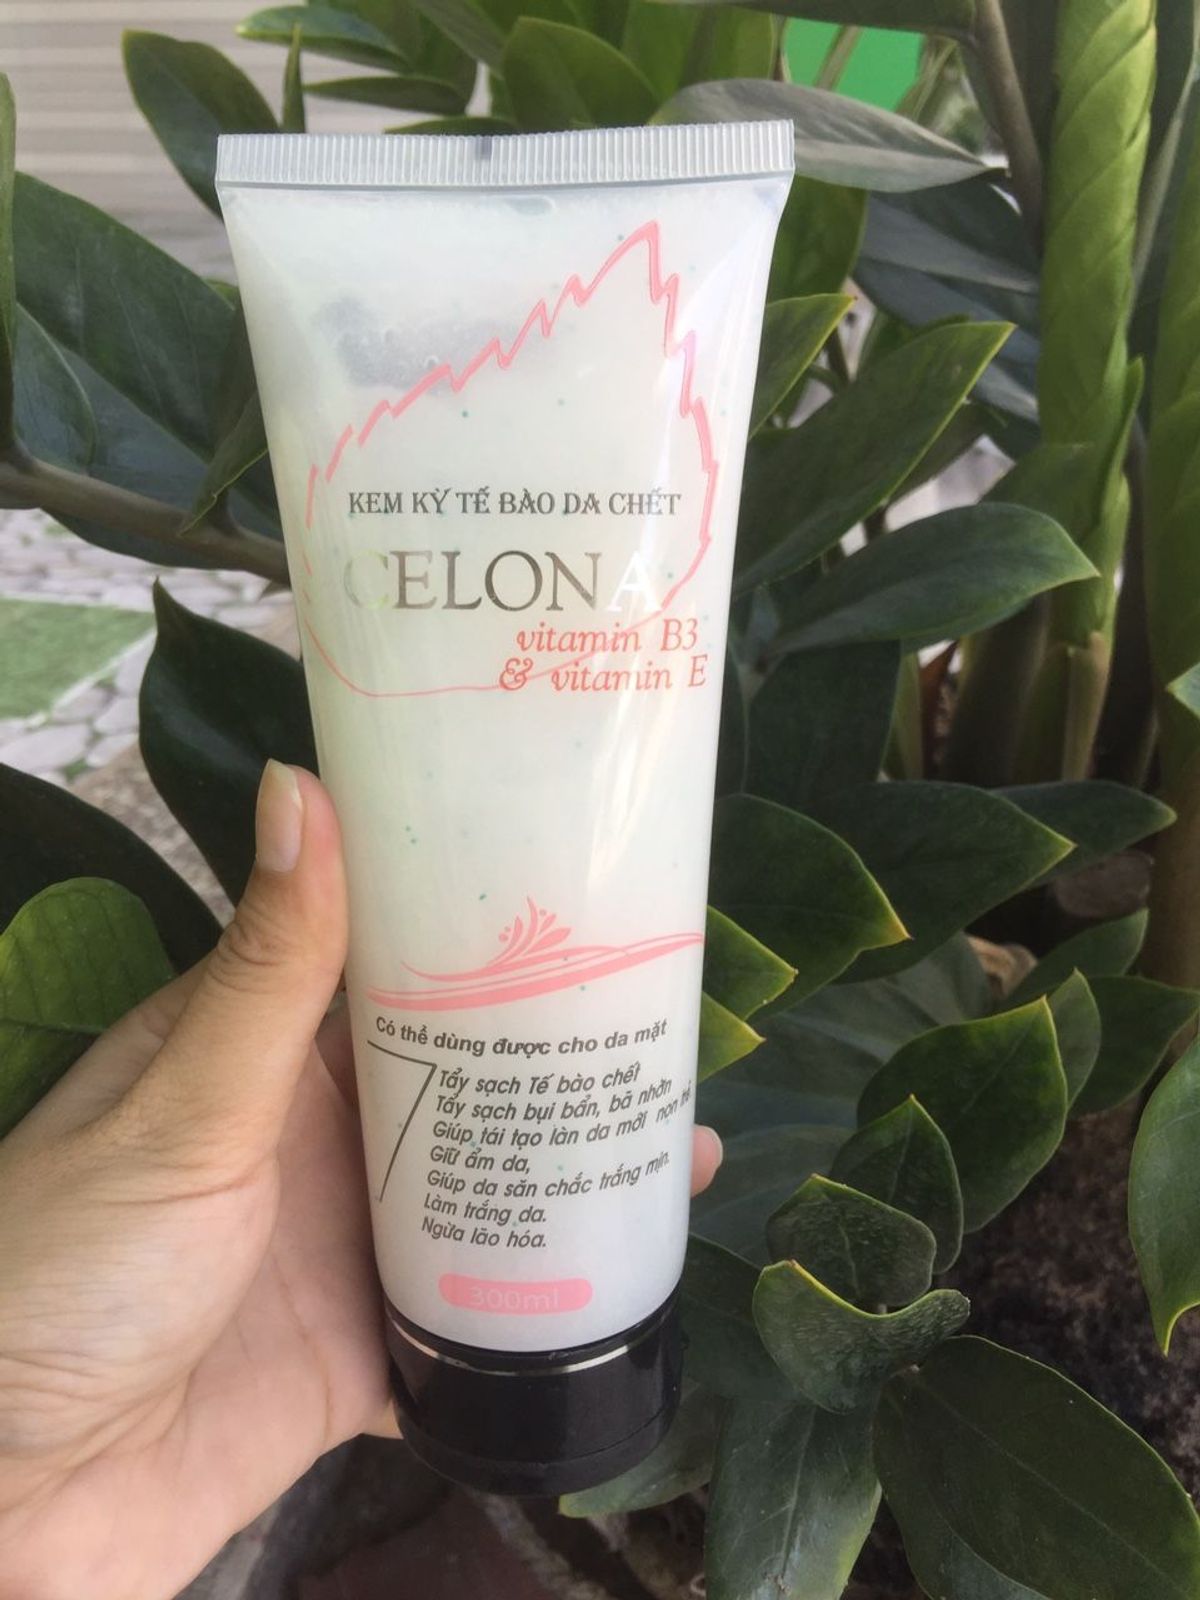 KEM KỲ TẾ BÀO DA CHẾT
CELONA
vitamin B3
& vitamin E
Có thể dùng được cho da mặt
7
Tẩy sạch Tế bào chết
Tẩy sạch bụi bẩn, bã nhờn
Giúp tái tạo làn da mới non trẻ
Giữ ẩm da,
Giúp da săn chắc trắng mịn.
Làm trắng da.
Ngừa lão hóa.
300ml